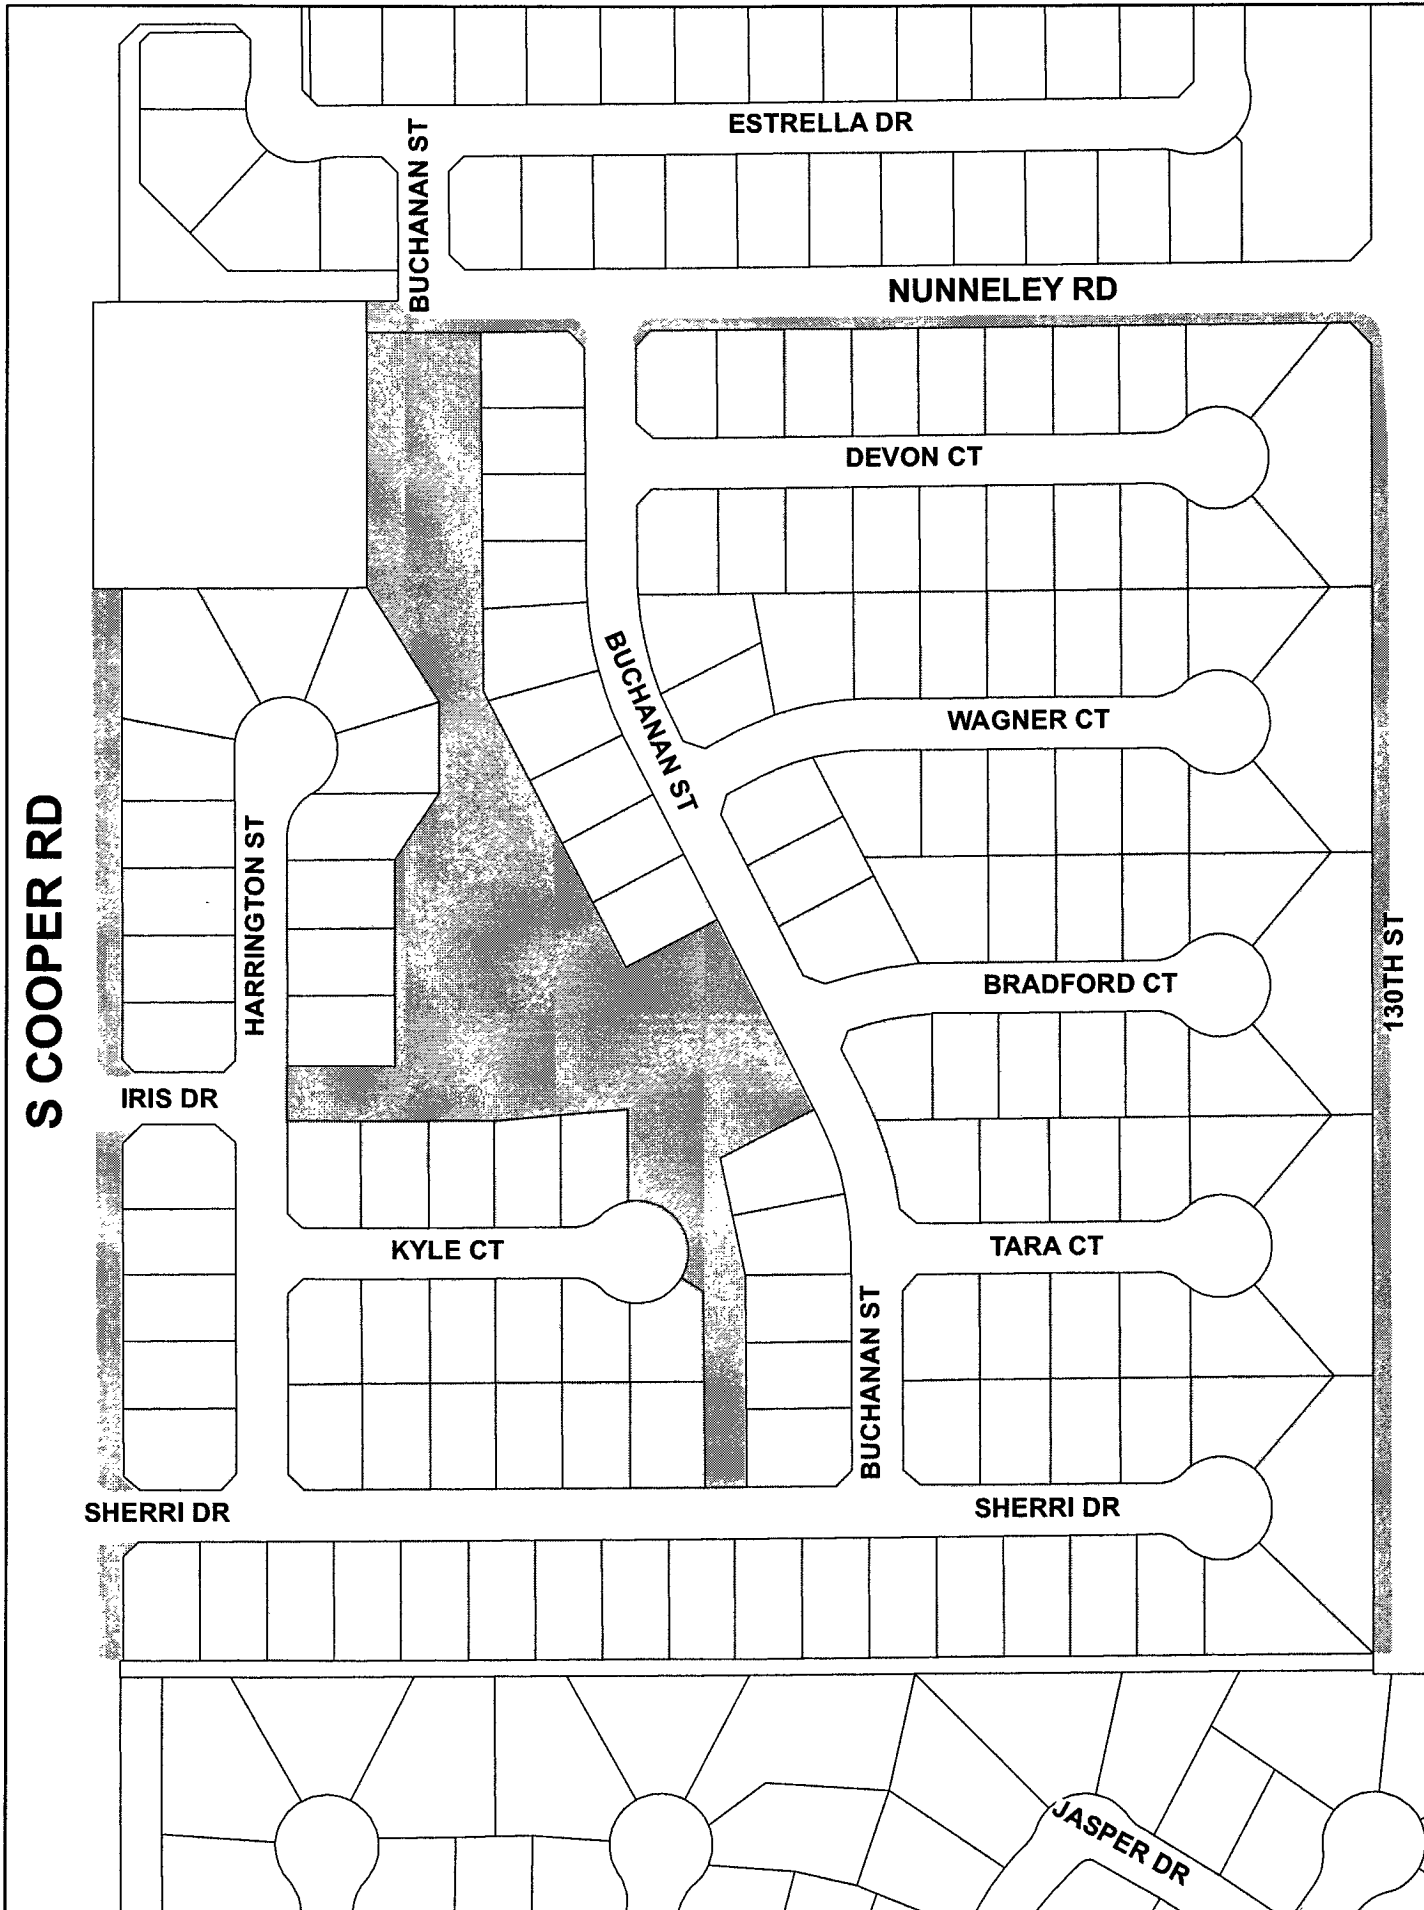 ESTRELLA DR
BUCHANAN ST
NUNNELEY RD
DEVON CT
BUCHANAN ST
WAGNER CT
S COOPER RD
HARRINGTON ST
BRADFORD CT
130TH ST
IRIS DR
KYLE CT
TARA CT
BUCHANAN ST
SHERRI DR
SHERRI DR
JASPER DR